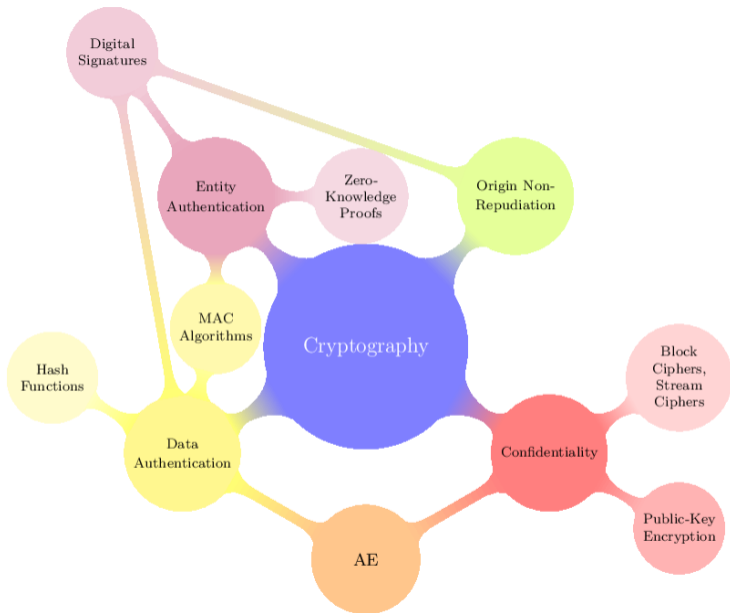 Digital
Signatures
Entity
Authentication
Zero-
Knowledge
Proofs
Origin Non-
Repudiation
MAC
Algorithms
Cryptography
Hash
Functions
Block
Ciphers,
Stream
Ciphers
Data
Authentication
Confidentiality
Public-Key
Encryption
AE